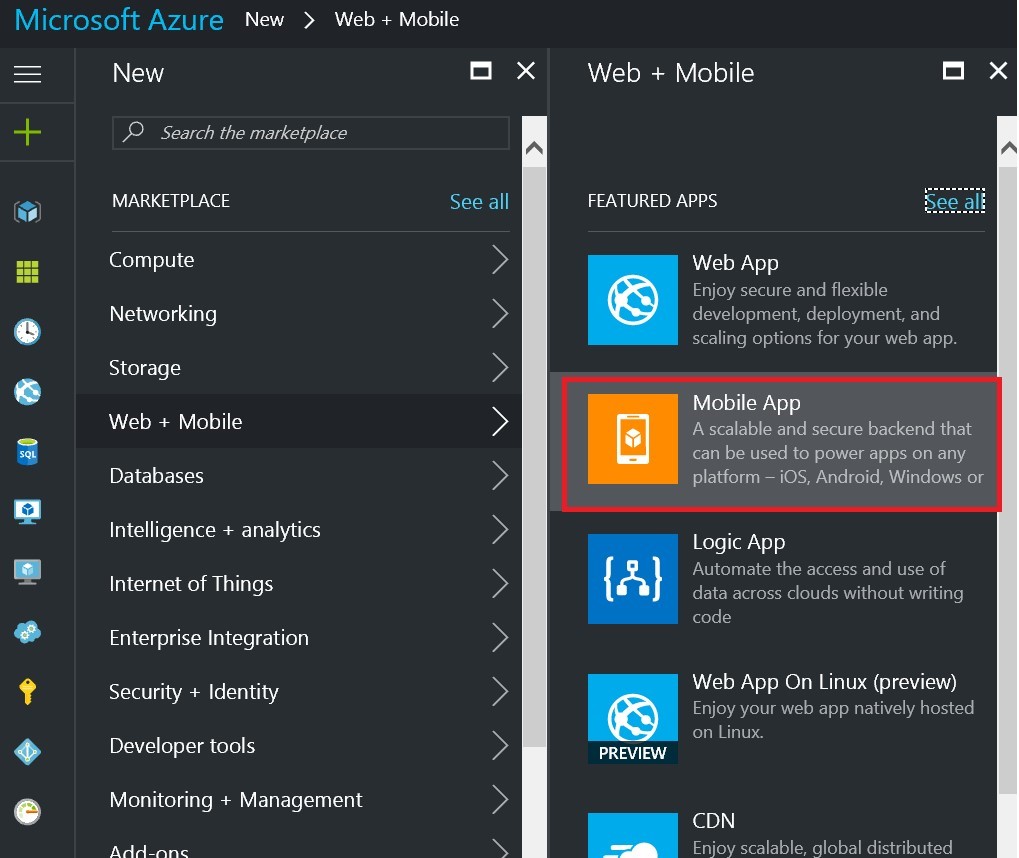 Microsoft Azure New > Web + Mobile
New
Search the marketplace
MARKETPLACE See all
Compute
Networking
Storage
Web + Mobile
Databases
Intelligence + analytics
Internet of Things
Enterprise Integration
Security + Identity
Developer tools
Monitoring + Management
Add-ons
Web + Mobile
FEATURED APPS See all
Web App
Enjoy secure and flexible
development, deployment, and
scaling options for your web app.
Mobile App
A scalable and secure backend that
can be used to power apps on any
platform – iOS, Android, Windows or
Logic App
Automate the access and use of
data across clouds without writing
code
Web App On Linux (preview)
Enjoy your web app natively hosted
on Linux.
PREVIEW
CDN
Enjoy scalable, global distributed
SQL